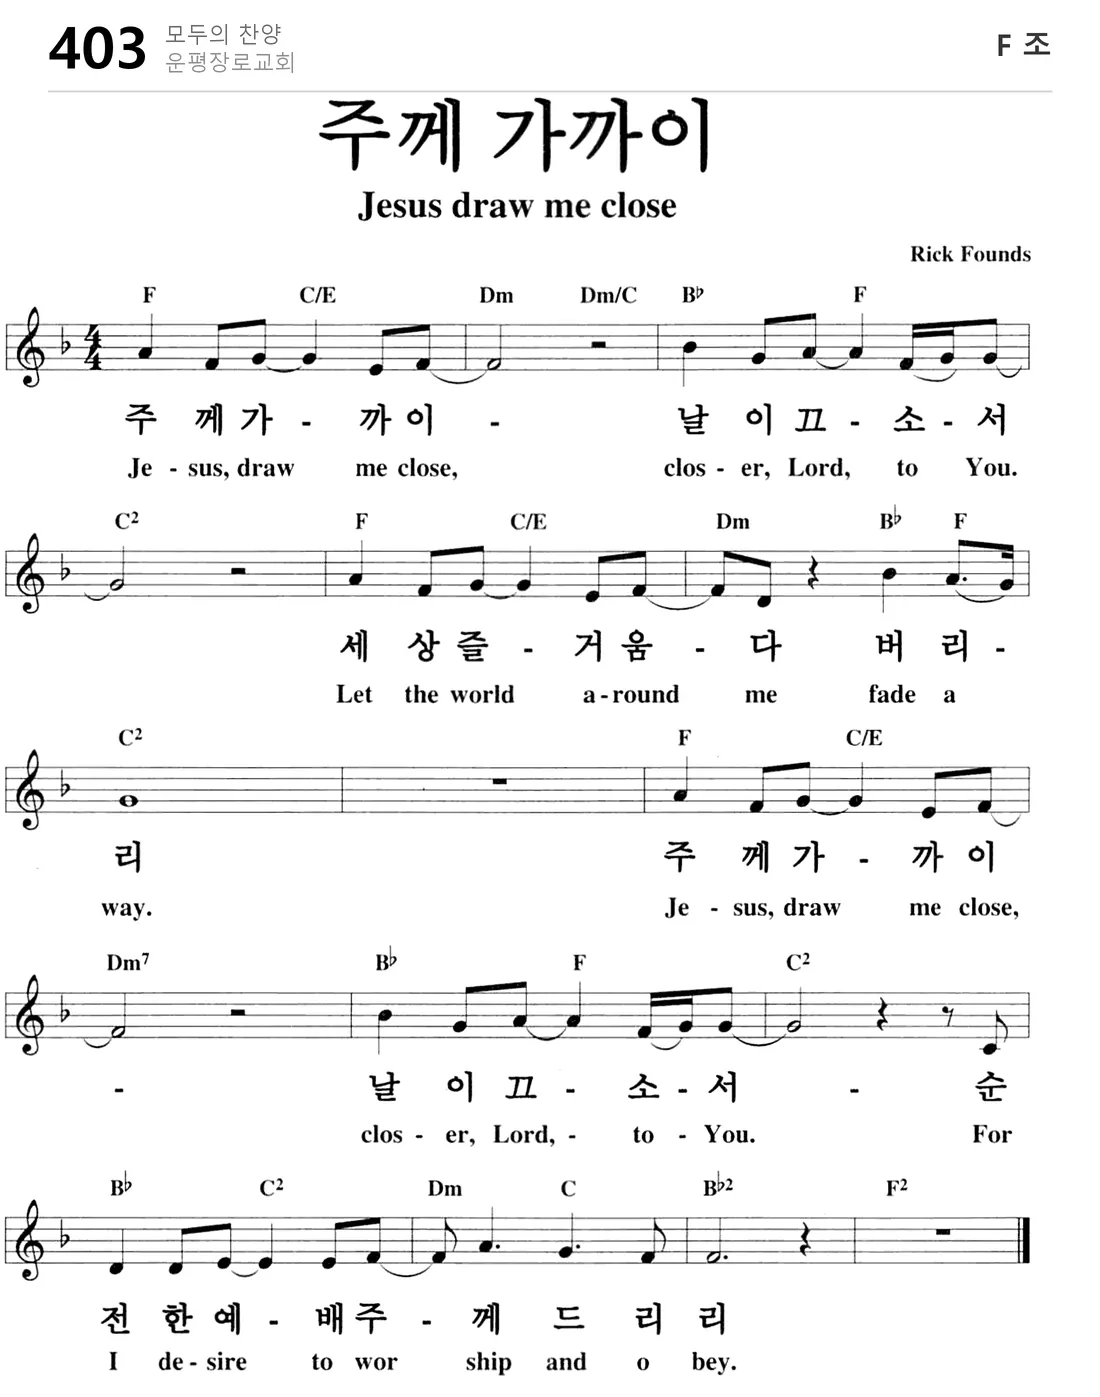 403 모두의 찬양
운평장로교회
F 조
주께 가까이
Jesus draw me close
Rick Founds
F C/E Dm Dm/C B♭ F
주 께 가 - 까 이 - 날 이 끄 - 소 - 서
Je - sus, draw me close, clos - er, Lord, to You.
C2 F C/E Dm B♭ F
세 상 즐 - 거 움 - 다 버 리 -
Let the world a - round me fade a
C2 F C/E
리 주 께 가 - 까 이
way. Je - sus, draw me close,
Dm7 B♭ F C2
- 날 이 끄 - 소 - 서 - 순
clos - er, Lord, - to - You. For
B♭ C2 Dm C B♭2 F2
전 한 예 - 배 주 - 께 드 리 리
I de - sire to wor ship and o bey.